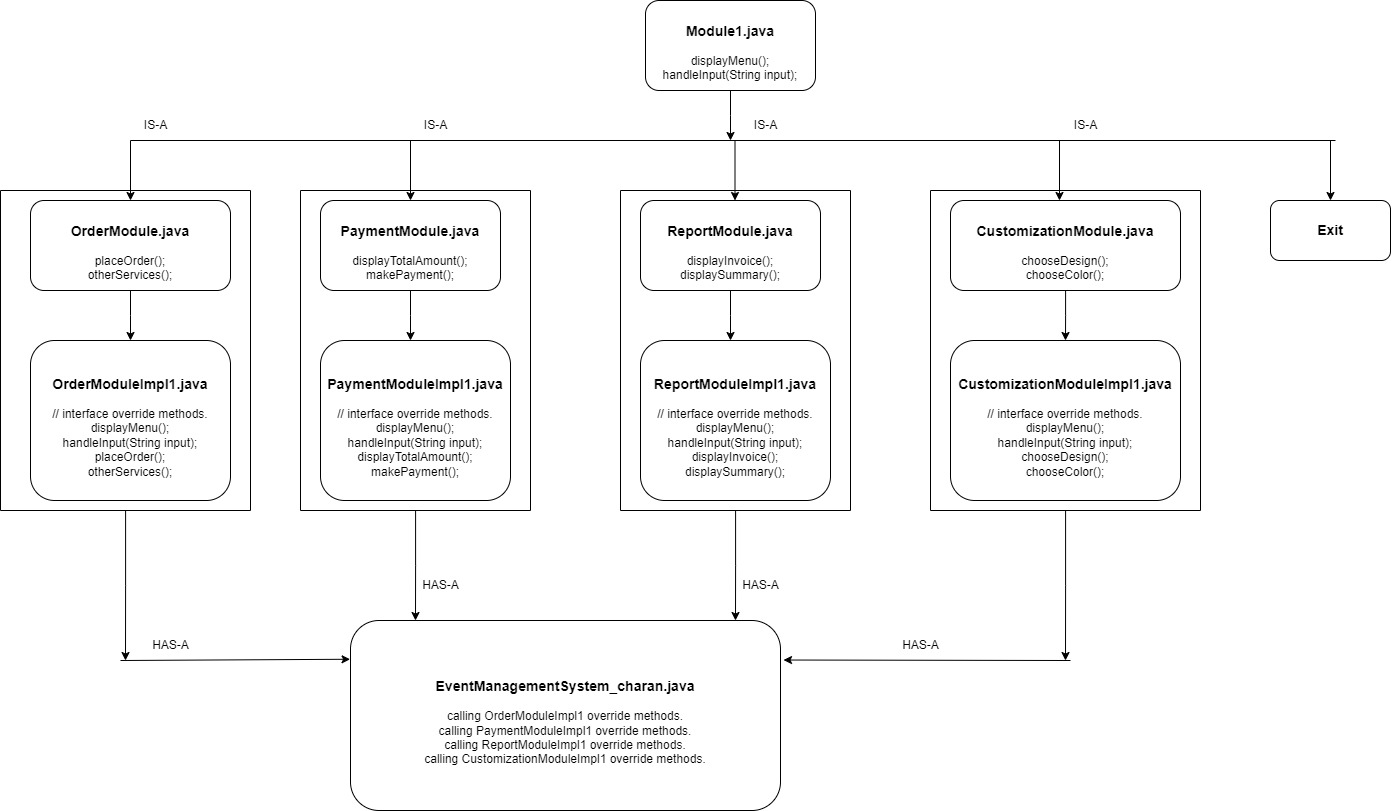 Module1.java
displayMenu();
handleInput(String input);
IS-A
IS-A
IS-A
IS-A
OrderModule.java
placeOrder();
otherServices();
PaymentModule.java
displayTotalAmount();
makePayment();
ReportModule.java
displayInvoice();
displaySummary();
CustomizationModule.java
chooseDesign();
chooseColor();
Exit
OrderModuleImpl1.java
// interface override methods.
displayMenu();
handleInput(String input);
placeOrder();
otherServices();
PaymentModuleImpl1.java
// interface override methods.
displayMenu();
handleInput(String input);
displayTotalAmount();
makePayment();
ReportModuleImpl1.java
// interface override methods.
displayMenu();
handleInput(String input);
displayInvoice();
displaySummary();
CustomizationModuleImpl1.java
// interface override methods.
displayMenu();
handleInput(String input);
chooseDesign();
chooseColor();
HAS-A
HAS-A
HAS-A
HAS-A
EventManagementSystem_charan.java
calling OrderModuleImpl1 override methods.
calling PaymentModuleImpl1 override methods.
calling ReportModuleImpl1 override methods.
calling CustomizationModuleImpl1 override methods.